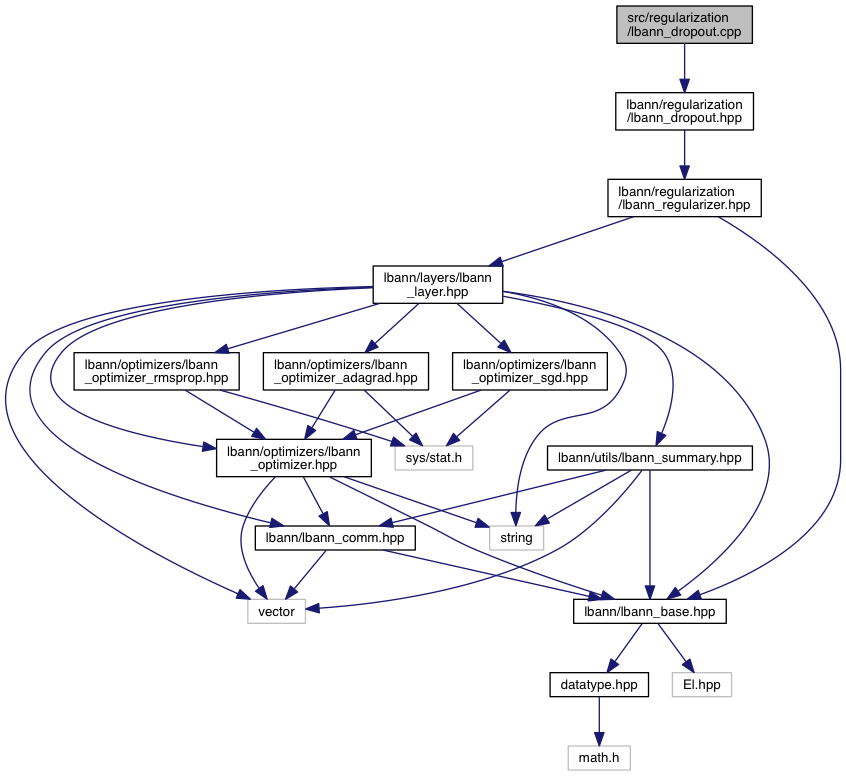 src/regularization
/lbann_dropout.cpp
lbann/regularization
/lbann_dropout.hpp
lbann/regularization
/lbann_regularizer.hpp
lbann/layers/lbann
_layer.hpp
lbann/optimizers/lbann
_optimizer_rmsprop.hpp
lbann/optimizers/lbann
_optimizer_adagrad.hpp
lbann/optimizers/lbann
_optimizer_sgd.hpp
lbann/optimizers/lbann
_optimizer.hpp
sys/stat.h
lbann/utils/lbann_summary.hpp
lbann/lbann_comm.hpp
string
vector
lbann/lbann_base.hpp
datatype.hpp
El.hpp
math.h